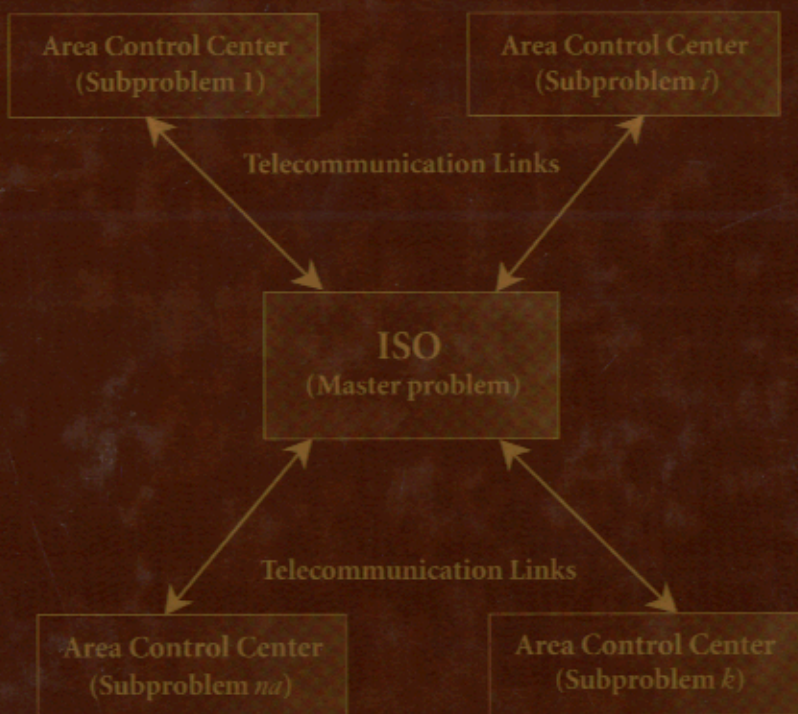 Area Control Center
(Subproblem 1)
Area Control Center
(Subproblem i)
Telecommunication Links
ISO
(Master problem)
Telecommunication Links
Area Control Center
(Subproblem na)
Area Control Center
(Subproblem k)